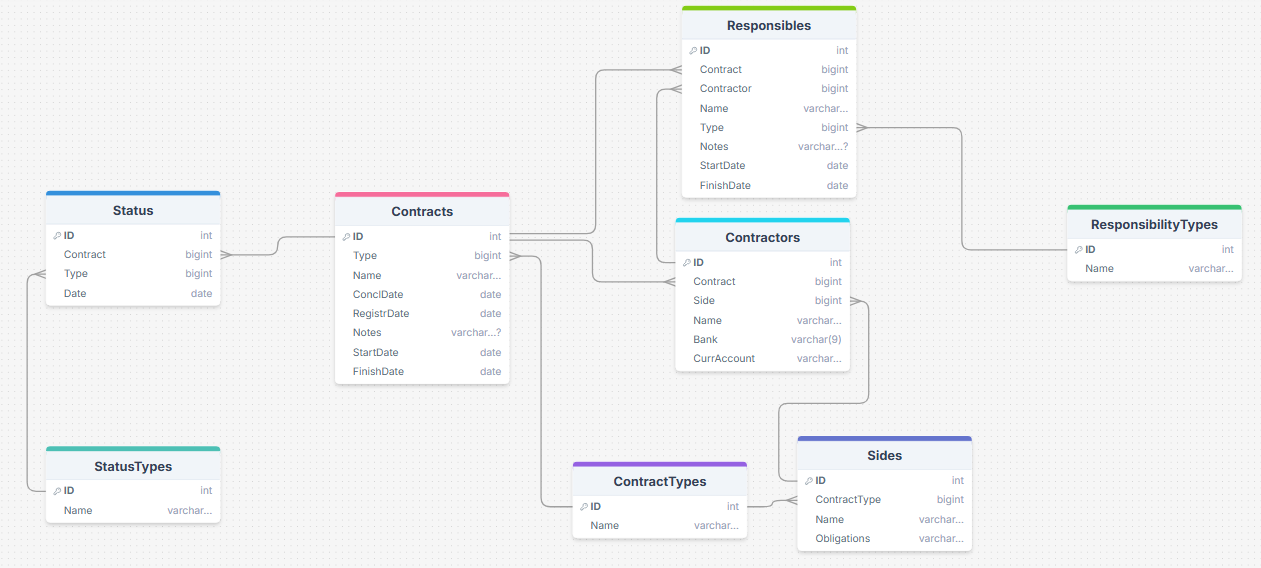 Responsibles
ID int
Contract bigint
Contractor bigint
Name varchar...
Type bigint
Notes varchar...?
StartDate date
FinishDate date
Status
ID int
Contract bigint
Type bigint
Date date
Contracts
ID int
Type bigint
Name varchar...
ConclDate date
RegistrDate date
Notes varchar...?
StartDate date
FinishDate date
Contractors
ID int
Contract bigint
Side bigint
Name varchar...
Bank varchar(9)
CurrAccount varchar...
ResponsibilityTypes
ID int
Name varchar...
StatusTypes
ID int
Name varchar...
ContractTypes
ID int
Name varchar...
Sides
ID int
ContractType bigint
Name varchar...
Obligations varchar...